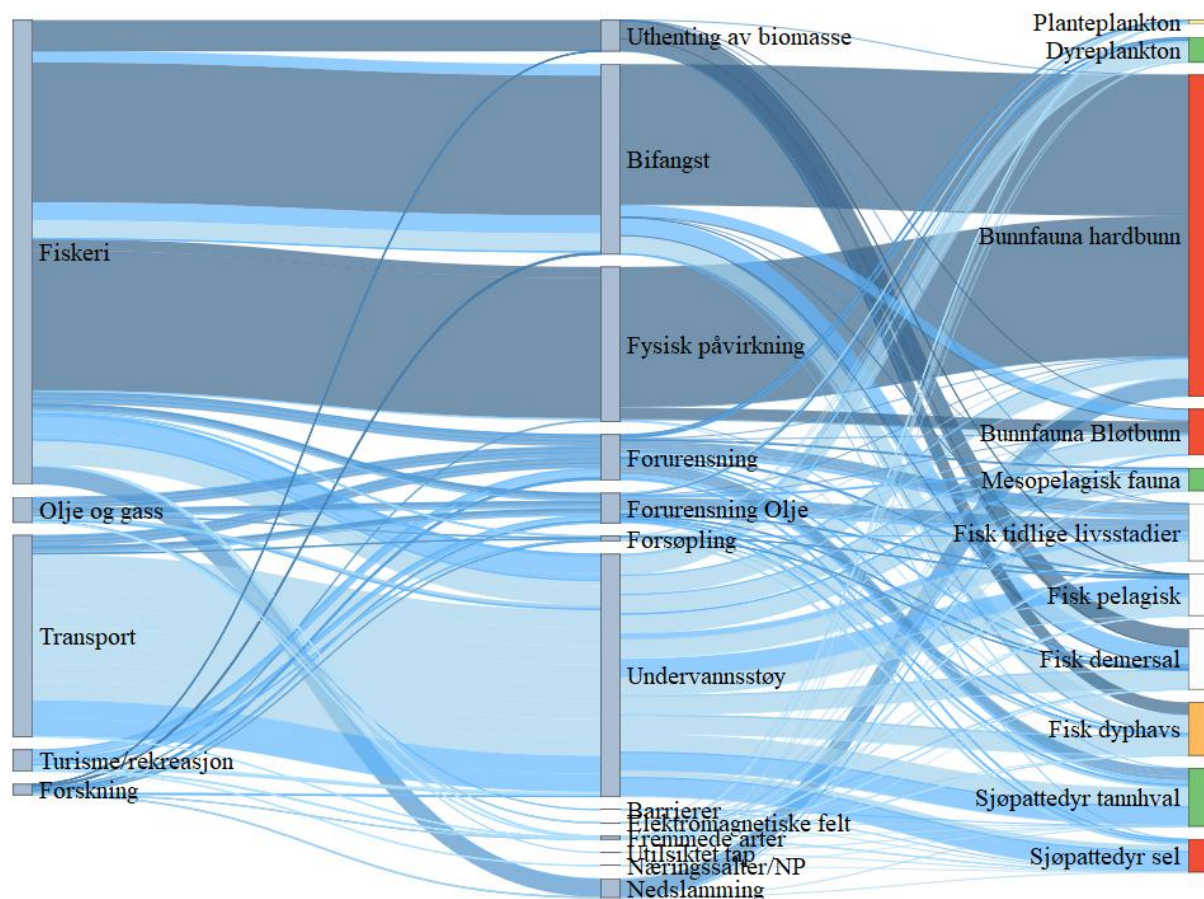 Fiskeri
Olje og gass
Transport
Turisme/rekreasjon
Forskning
Uthenting av biomasse
Bifangst
Fysisk påvirkning
Forurensning
Forurensning Olje
Forsøpling
Undervannsstøy
Barrierer
Elektromagnetiske felt
Fremmede arter
Utilsiktet tap
Næringssalter/NP
Nedslamming
Planteplankton
Dyreplankton
Bunnfauna hardbunn
Bunnfauna Bløtbunn
Mesopelagisk fauna
Fisk tidlige livsstadier
Fisk pelagisk
Fisk demersal
Fisk dyphavs
Sjøpattedyr tannhval
Sjøpattedyr sel